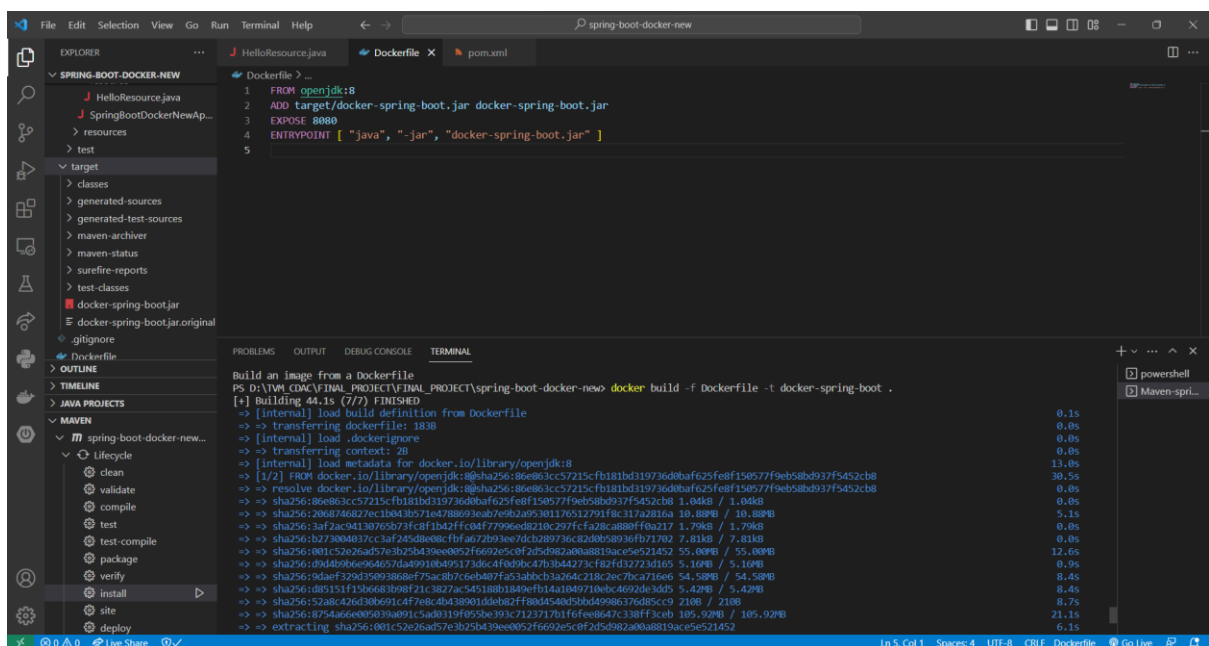 File Edit Selection View Go Run Terminal Help
spring-boot-docker-new
EXPLORER
SPRING-BOOT-DOCKER-NEW
HelloResource.java
SpringBootDockerNewAp...
resources
test
target
classes
generated-sources
generated-test-sources
maven-archiver
maven-status
surefire-reports
test-classes
docker-spring-boot.jar
docker-spring-boot.jar.original
.gitignore
Dockerfile
OUTLINE
TIMELINE
JAVA PROJECTS
MAVEN
spring-boot-docker-new...
Lifecycle
clean
validate
compile
test
test-compile
package
verify
install
site
deploy
HelloResource.java Dockerfile pom.xml
Dockerfile > ...
1 FROM openjdk:8
2 ADD target/docker-spring-boot.jar docker-spring-boot.jar
3 EXPOSE 8080
4 ENTRYPOINT [ "java", "-jar", "docker-spring-boot.jar" ]
5
PROBLEMS OUTPUT DEBUG CONSOLE TERMINAL
powershell
Maven-spri...
Build an image from a Dockerfile
PS D:\TVM_CDAC\FINAL_PROJECT\FINAL_PROJECT\spring-boot-docker-new> docker build -f Dockerfile -t docker-spring-boot .
[+] Building 44.1s (7/7) FINISHED
=> [internal] load build definition from Dockerfile 0.1s
=> => transferring dockerfile: 183B 0.0s
=> [internal] load .dockerignore 0.0s
=> => transferring context: 2B 0.0s
=> [internal] load metadata for docker.io/library/openjdk:8 13.0s
=> [1/2] FROM docker.io/library/openjdk:8@sha256:86e863cc57215cfb181bd319736d0baf625fe8f150577f9eb58bd937f5452cb8 30.5s
=> => resolve docker.io/library/openjdk:8@sha256:86e863cc57215cfb181bd319736d0baf625fe8f150577f9eb58bd937f5452cb8 0.0s
=> => sha256:86e863cc57215cfb181bd319736d0baf625fe8f150577f9eb58bd937f5452cb8 1.04kB / 1.04kB 0.0s
=> => sha256:2068746827ec1b043b571e4788693eab7e9b2a95301176512791f8c317a2816a 10.88MB / 10.88MB 5.1s
=> => sha256:3af2ac94130765b73fc8f1b42ffc04f77996ed8210c297fcfa28ca880ff0a217 1.79kB / 1.79kB 0.0s
=> => sha256:b273004037cc3af245d8e08cfbfa672b93ee7dcb289736c82d0b58936fb71702 7.81kB / 7.81kB 0.0s
=> => sha256:001c52e26ad57e3b25b439ee0052f6692e5c0f2d5d982a00a8819ace5e521452 55.00MB / 55.00MB 12.6s
=> => sha256:d9d4b9b6e964657da49910b495173d6c4f0d9bc47b3b44273cf82fd32723d165 5.16MB / 5.16MB 0.9s
=> => sha256:9daef329d35093868ef75ac8b7c6eb407fa53abbcb3a264c218c2ec7bca716e6 54.58MB / 54.58MB 8.4s
=> => sha256:d85151f15b6683b98f21c3827ac545188b1849efb14a1049710ebc4692de3dd5 5.42MB / 5.42MB 8.4s
=> => sha256:52a8c426d30b691c4f7e8c4b438901ddeb82ff80d4540d5bbd49986376d85cc9 210B / 210B 8.7s
=> => sha256:8754a66e005039a091c5ad0319f055be393c7123717b1f6fee8647c338ff3ceb 105.92MB / 105.92MB 21.1s
=> => extracting sha256:001c52e26ad57e3b25b439ee0052f6692e5c0f2d5d982a00a8819ace5e521452 6.1s
0 0 Live Share Ln 5, Col 1 Spaces: 4 UTF-8 CRLF Dockerfile Go Live